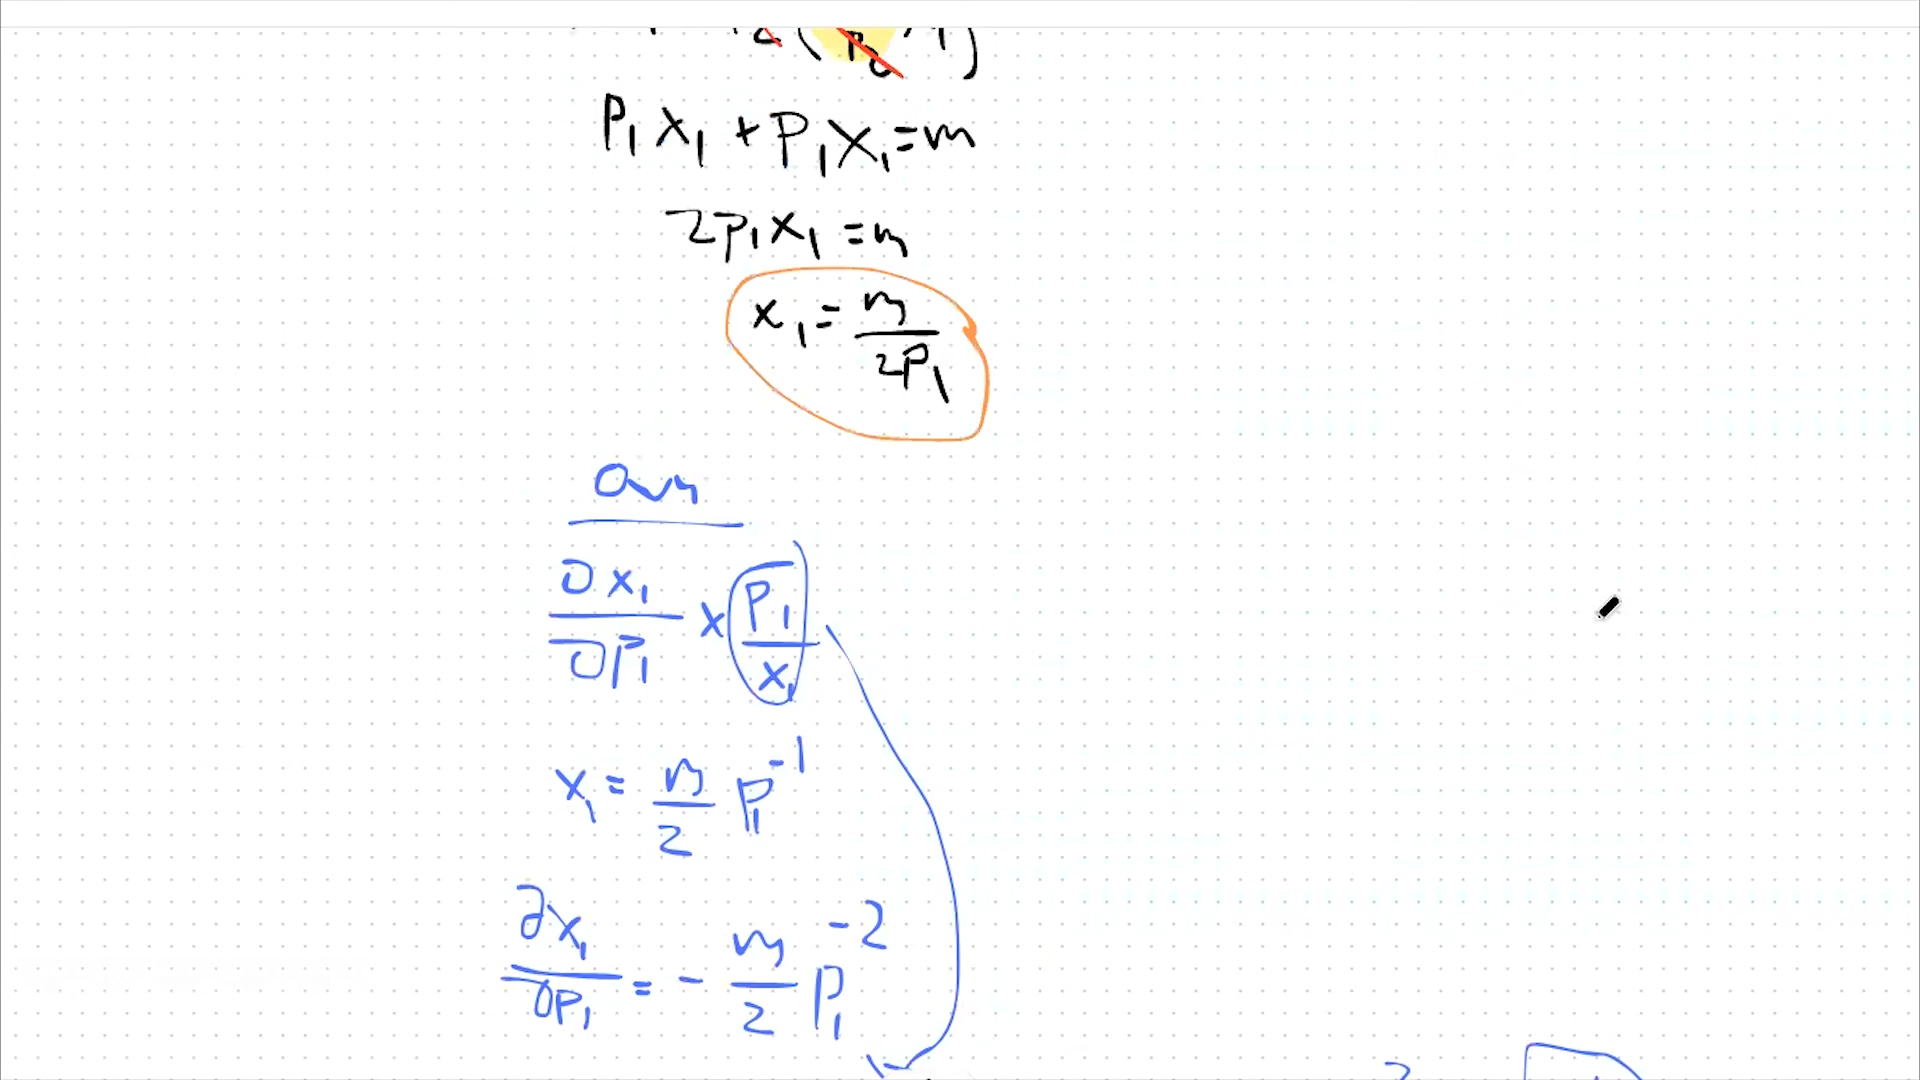 P₁x₁ + P₁x₁ = m
2P₁x₁ = m
x₁ = m / 2P₁
Own
∂x₁/∂P₁ × P₁/x₁
x₁ = m/2 P₁⁻¹
∂x₁/∂P₁ = - m/2 P₁⁻²